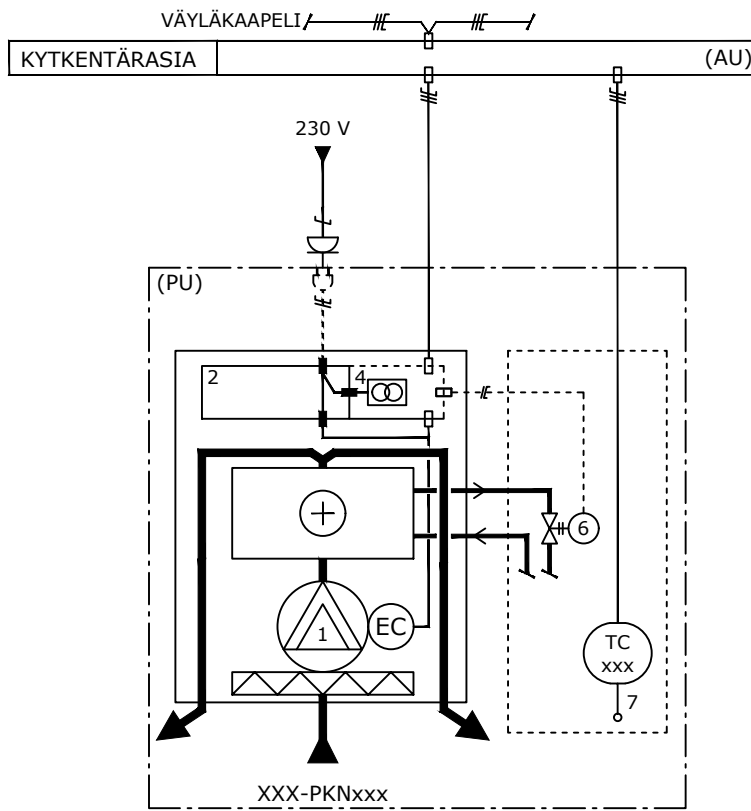 VÄYLÄKAAPELI
KYTKENTÄRASIA
(AU)
230 V
(PU)
2
4
6
1
EC
TC
xxx
7
XXX-PKNxxx